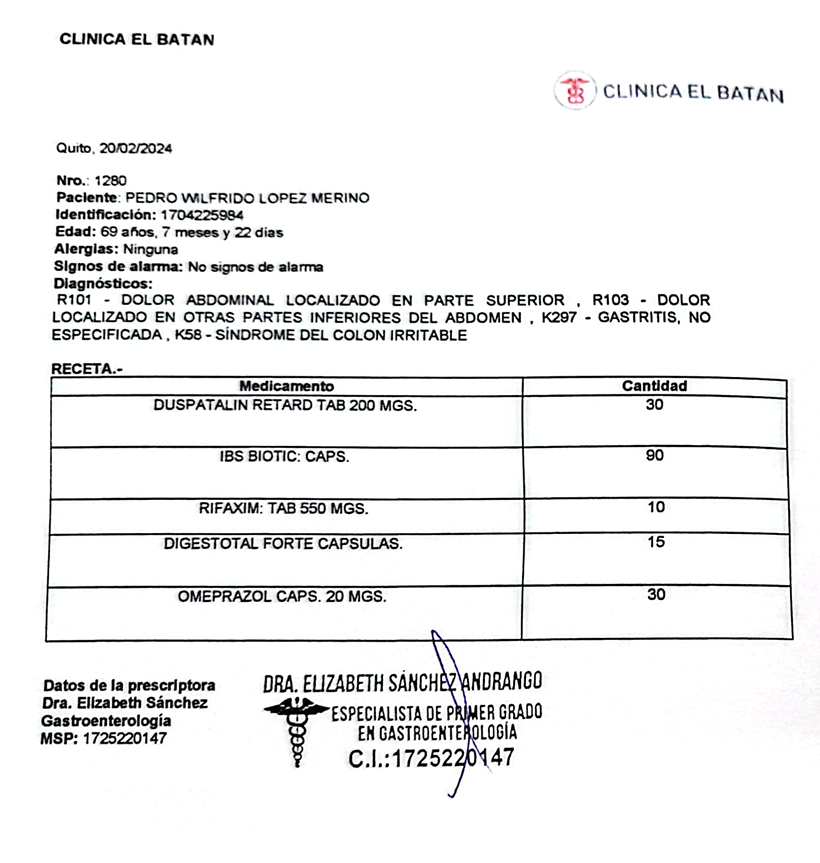 CLINICA EL BATAN
CLINICA EL BATAN
Quito, 20/02/2024
Nro.: 1280
Paciente: PEDRO WILFRIDO LOPEZ MERINO
Identificación: 1704225984
Edad: 69 años, 7 meses y 22 días
Alergias: Ninguna
Signos de alarma: No signos de alarma
Diagnósticos:
R101 - DOLOR ABDOMINAL LOCALIZADO EN PARTE SUPERIOR , R103 - DOLOR
LOCALIZADO EN OTRAS PARTES INFERIORES DEL ABDOMEN , K297 - GASTRITIS, NO
ESPECIFICADA , K58 - SÍNDROME DEL COLON IRRITABLE
RECETA.-
Medicamento Cantidad
DUSPATALIN RETARD TAB 200 MGS. 30
IBS BIOTIC: CAPS. 90
RIFAXIM: TAB 550 MGS. 10
DIGESTOTAL FORTE CAPSULAS. 15
OMEPRAZOL CAPS. 20 MGS. 30
Datos de la prescriptora
Dra. Elizabeth Sánchez
Gastroenterología
MSP: 1725220147
DRA. ELIZABETH SÁNCHEZ ANDRANGO
ESPECIALISTA DE PRIMER GRADO
EN GASTROENTEROLOGÍA
C.I.:1725220147